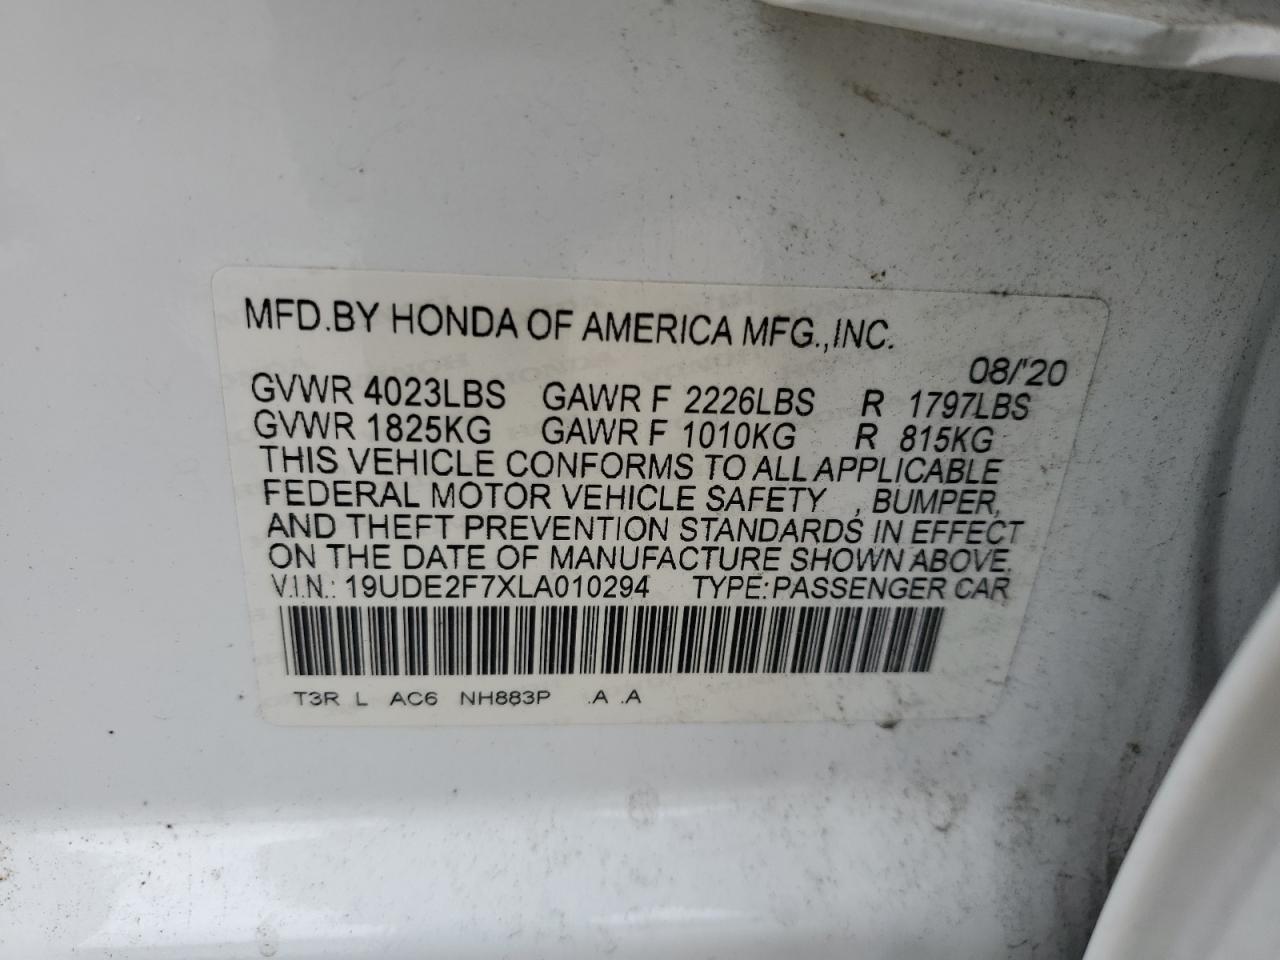 MFD.BY HONDA OF AMERICA MFG.,INC.
08/'20
GVWR 4023LBS GAWR F 2226LBS R 1797LBS
GVWR 1825KG GAWR F 1010KG R 815KG
THIS VEHICLE CONFORMS TO ALL APPLICABLE
FEDERAL MOTOR VEHICLE SAFETY , BUMPER,
AND THEFT PREVENTION STANDARDS IN EFFECT
ON THE DATE OF MANUFACTURE SHOWN ABOVE.
V.I.N.: 19UDE2F7XLA010294 TYPE:PASSENGER CAR
T3R L AC6 NH883P .A .A